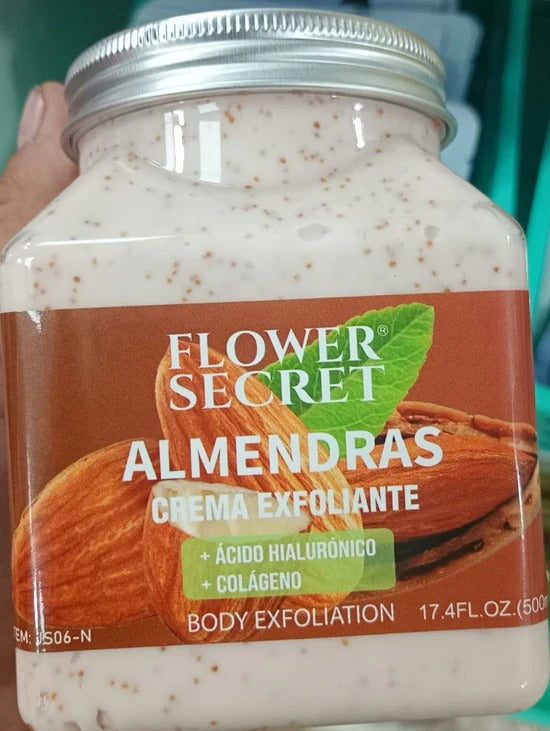 FLOWER®
SECRET
ALMENDRAS
CREMA EXFOLIANTE
+ ÁCIDO HIALURÓNICO
+ COLÁGENO
BODY EXFOLIATION 17.4FL.OZ.(500